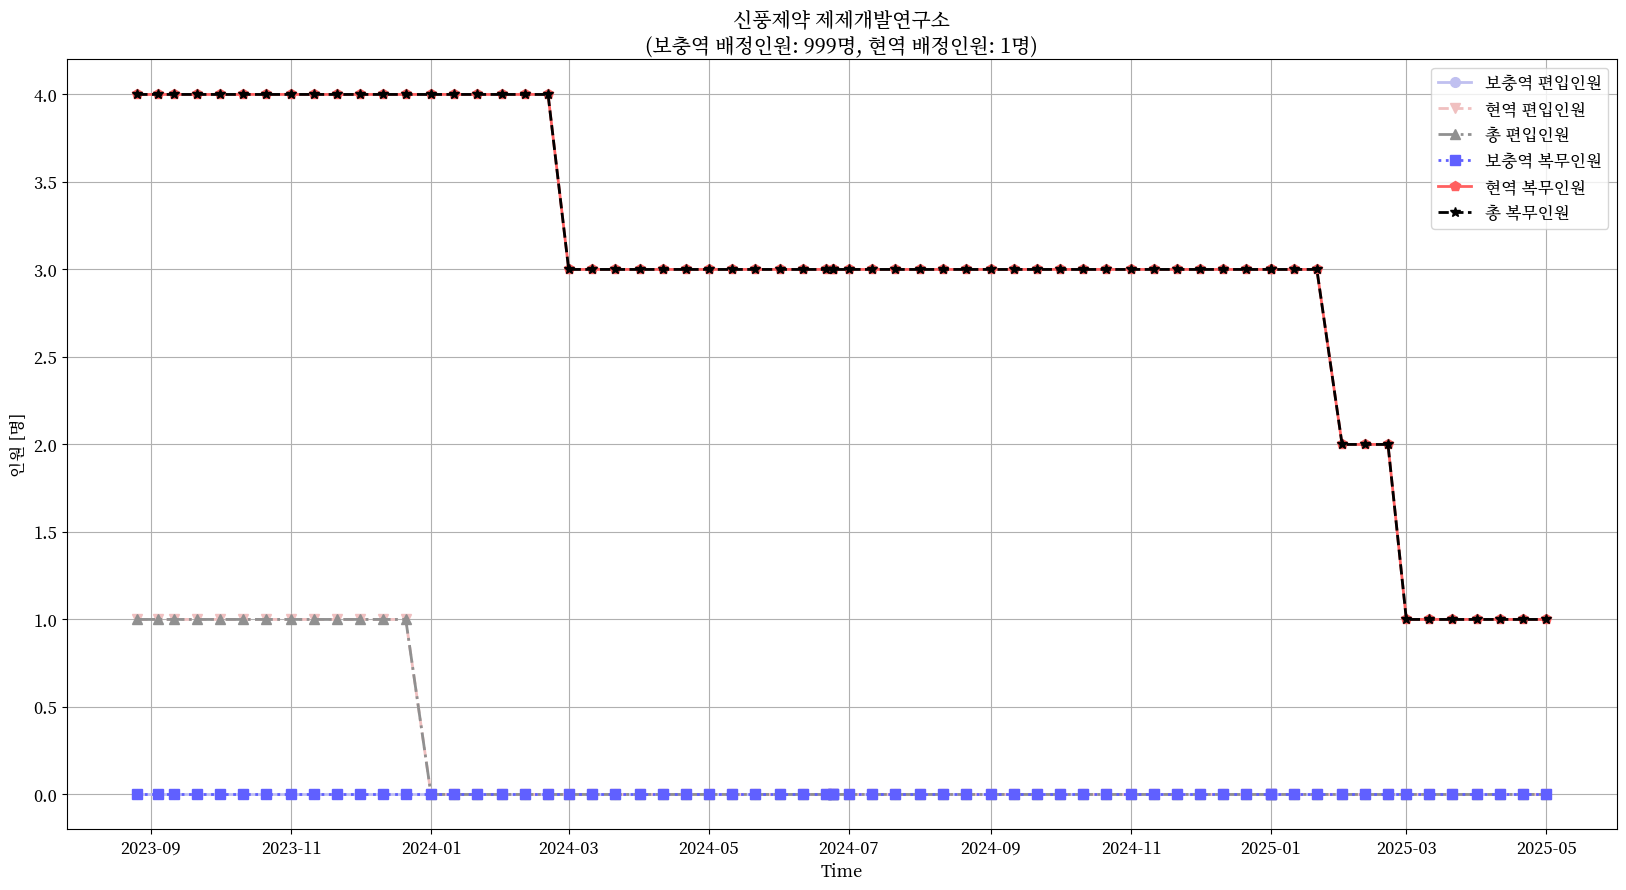 신풍제약 제제개발연구소
(보충역 배정인원: 999명, 현역 배정인원: 1명)
보충역 편입인원
현역 편입인원
총 편입인원
보충역 복무인원
현역 복무인원
총 복무인원
인원 [명]
4.0
3.5
3.0
2.5
2.0
1.5
1.0
0.5
0.0
2023-09 2023-11 2024-01 2024-03 2024-05 2024-07 2024-09 2024-11 2025-01 2025-03 2025-05
Time